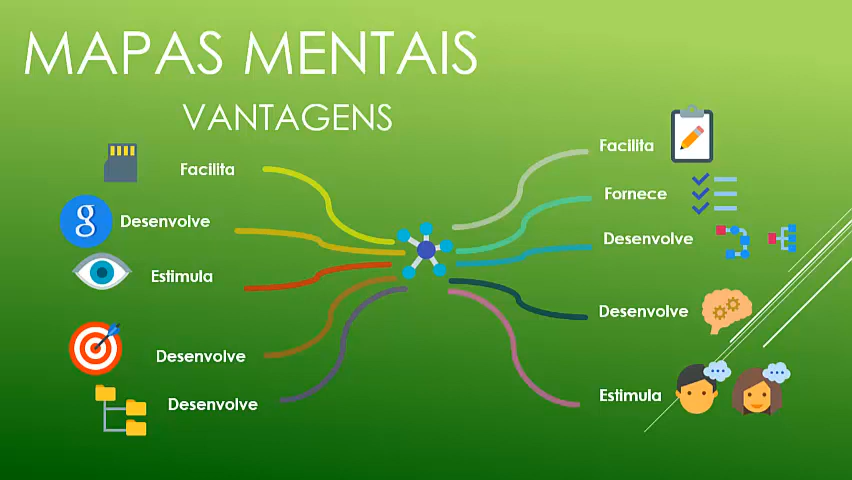 MAPAS MENTAIS
VANTAGENS
Facilita
g
Desenvolve
Estimula
Desenvolve
Desenvolve
Facilita
Fornece
Desenvolve
Desenvolve
Estimula